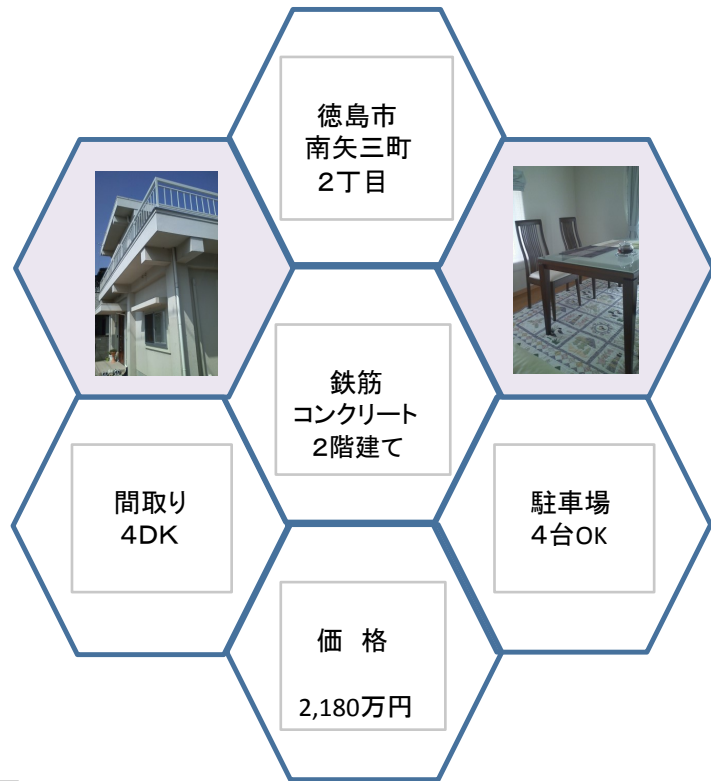 徳島市
南矢三町
２丁目
鉄筋
コンクリート
２階建て
間取り
４DK
駐車場
４台OK
価　格
2,180万円